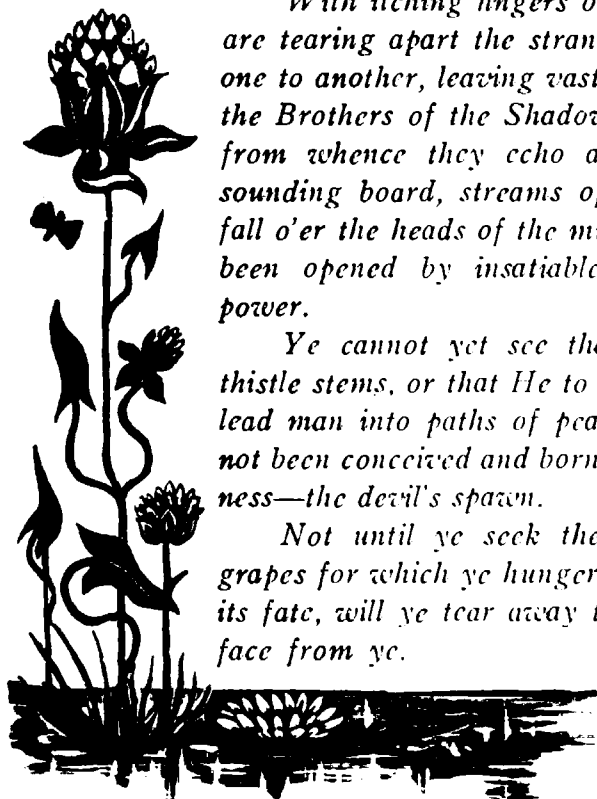 With itching fingers o
are tearing apart the stran
one to another, leaving vast
the Brothers of the Shadow
from whence they echo a
sounding board, streams of
fall o'er the heads of the m
been opened by insatiable
power.
Ye cannot yet see the
thistle stems, or that He to
lead man into paths of pea
not been conceived and born
ness—the devil's spawn.
Not until ye seek the
grapes for which ye hunger
its fate, will ye tear away t
face from ye.